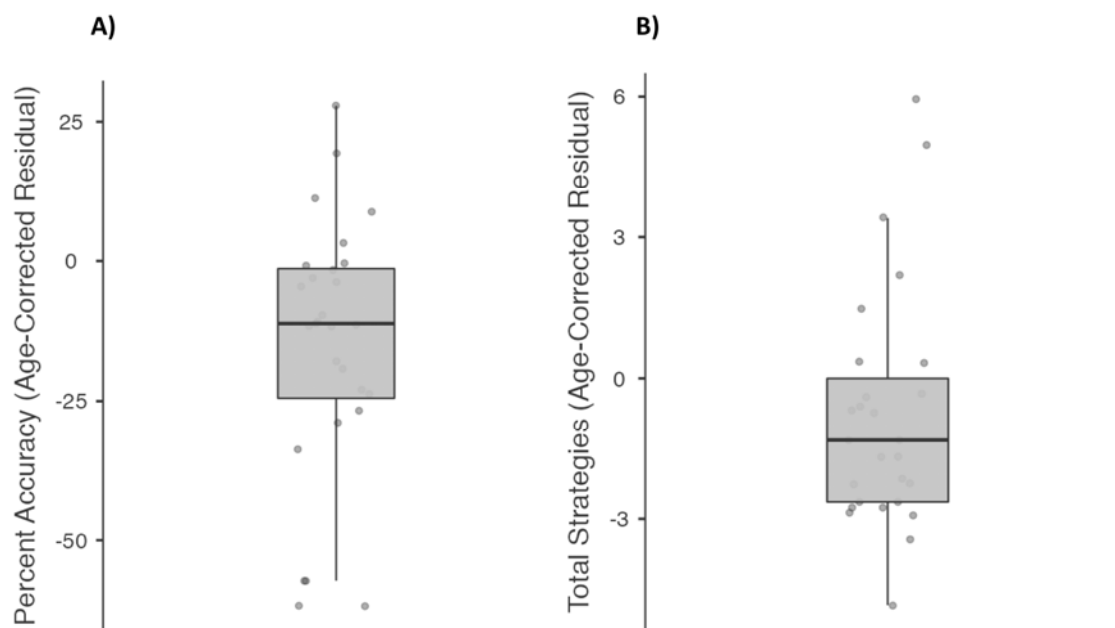 A)
Percent Accuracy (Age-Corrected Residual)
25
0
-25
-50
B)
Total Strategies (Age-Corrected Residual)
6
3
0
-3